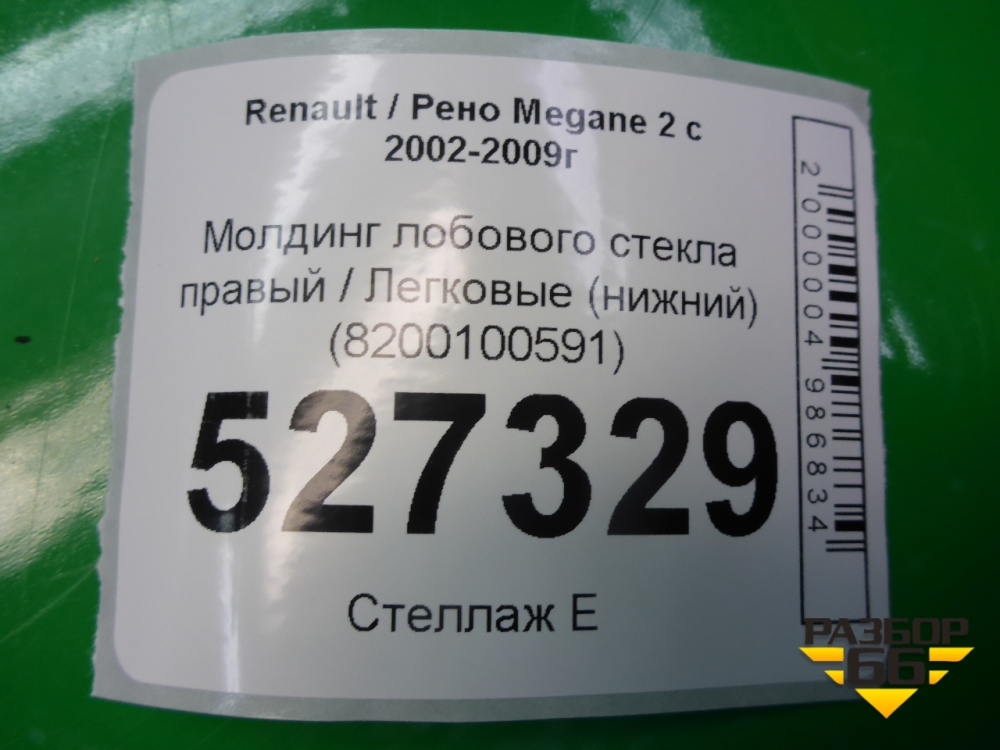 Renault / Рено Megane 2 с
2002-2009г
Молдинг лобового стекла
правый / Легковые (нижний)
(8200100591)
527329
Стеллаж Е
2000004986834
РАЗБОР
66